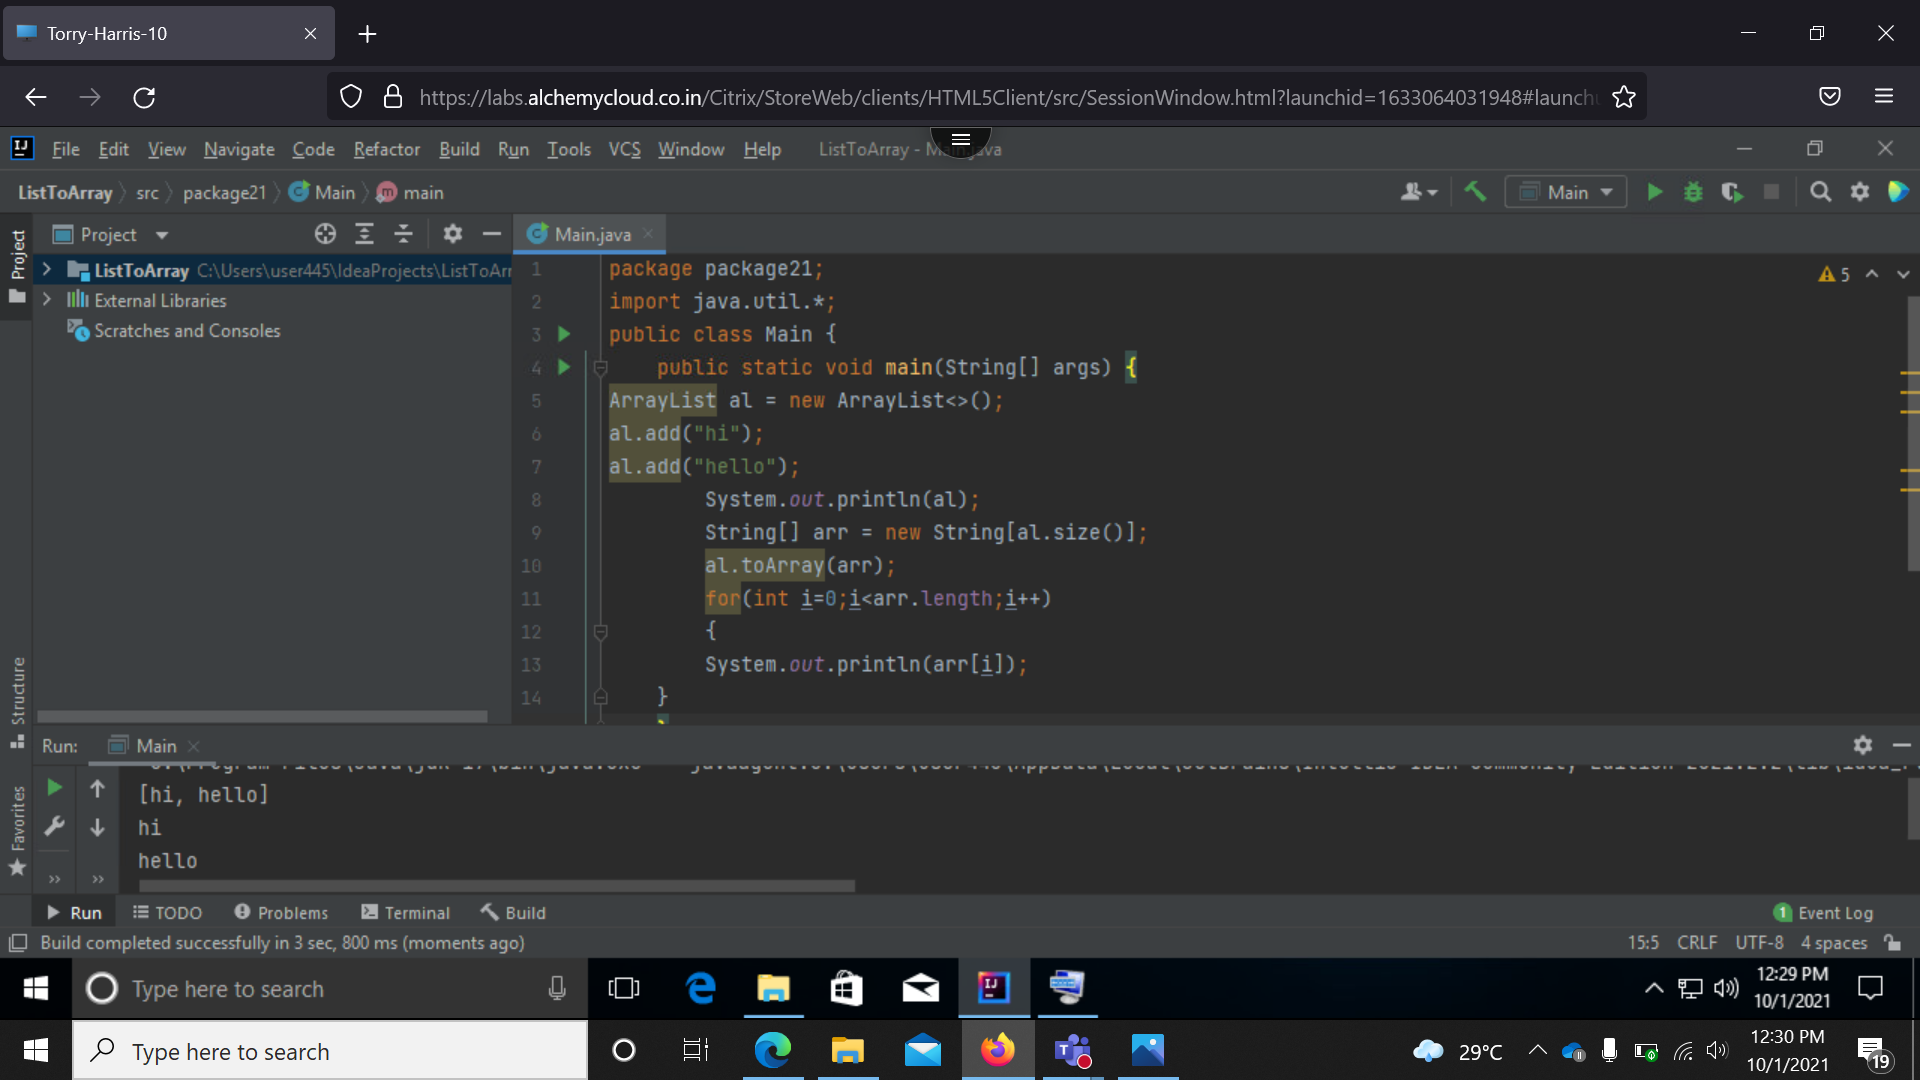 Torry-Harris-10
https://labs.alchemycloud.co.in/Citrix/StoreWeb/clients/HTML5Client/src/SessionWindow.html?launchid=1633064031948#launch
File Edit View Navigate Code Refactor Build Run Tools VCS Window Help ListToArray - Main.java
ListToArray src package21 Main main
Main
Project
Project
Main.java
ListToArray C:\Users\user445\IdeaProjects\ListToArr
External Libraries
Scratches and Consoles
5
1 package package21;
2 import java.util.*;
3 public class Main {
4 public static void main(String[] args) {
5 ArrayList al = new ArrayList<>();
6 al.add("hi");
7 al.add("hello");
8 System.out.println(al);
9 String[] arr = new String[al.size()];
10 al.toArray(arr);
11 for(int i=0;i<arr.length;i++)
12 {
13 System.out.println(arr[i]);
14 }
Structure
Favorites
Run: Main
[hi, hello]
hi
hello
Run TODO Problems Terminal Build
1 Event Log
Build completed successfully in 3 sec, 800 ms (moments ago)
15:5 CRLF UTF-8 4 spaces
Type here to search
12:29 PM
10/1/2021
Type here to search
29°C
12:30 PM
10/1/2021
19